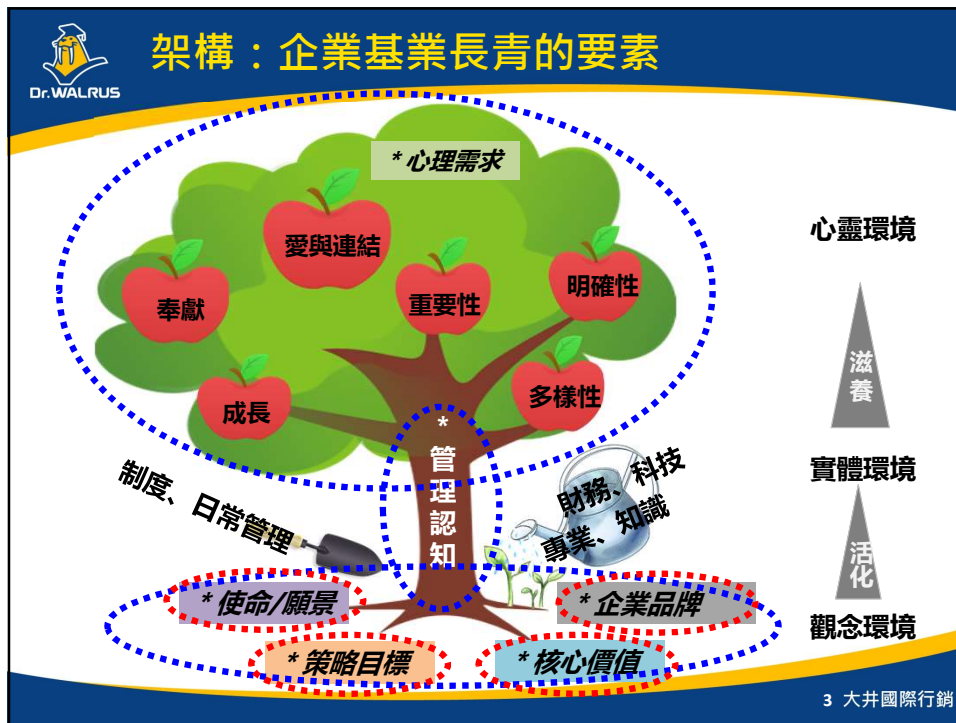 架構：企業基業長青的要素
Dr.WALRUS
*心理需求
愛與連結
奉獻
重要性
明確性
成長
多樣性
心靈環境
滋養
實體環境
活化
觀念環境
*管理認知
制度、日常管理
財務、科技
專業、知識
*使命/願景
*企業品牌
*策略目標
*核心價值
3 大井國際行銷